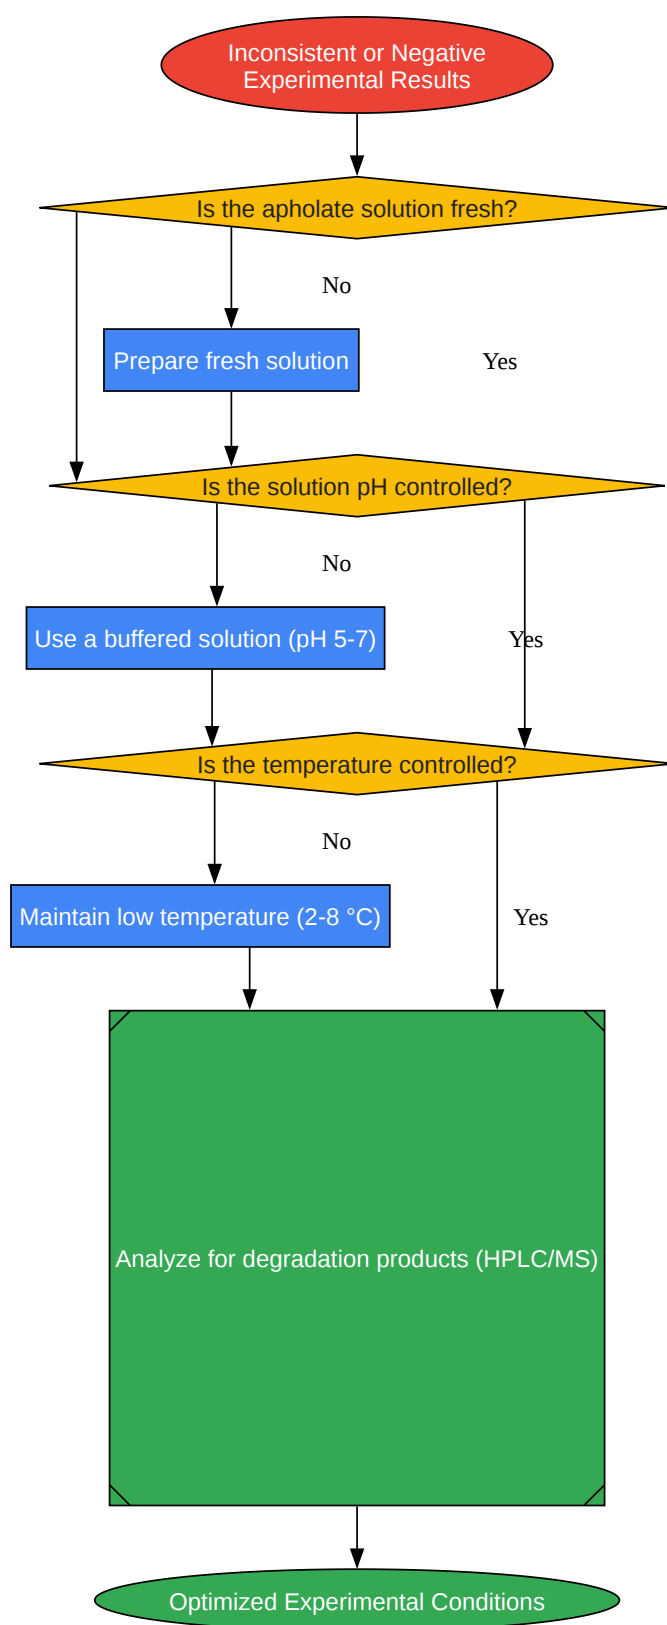 Inconsistent or Negative
Experimental Results
Is the apholate solution fresh?
No
Prepare fresh solution
Yes
Is the solution pH controlled?
No
Use a buffered solution (pH 5-7)
Yes
Is the temperature controlled?
No
Maintain low temperature (2-8 °C)
Yes
Analyze for degradation products (HPLC/MS)
Optimized Experimental Conditions